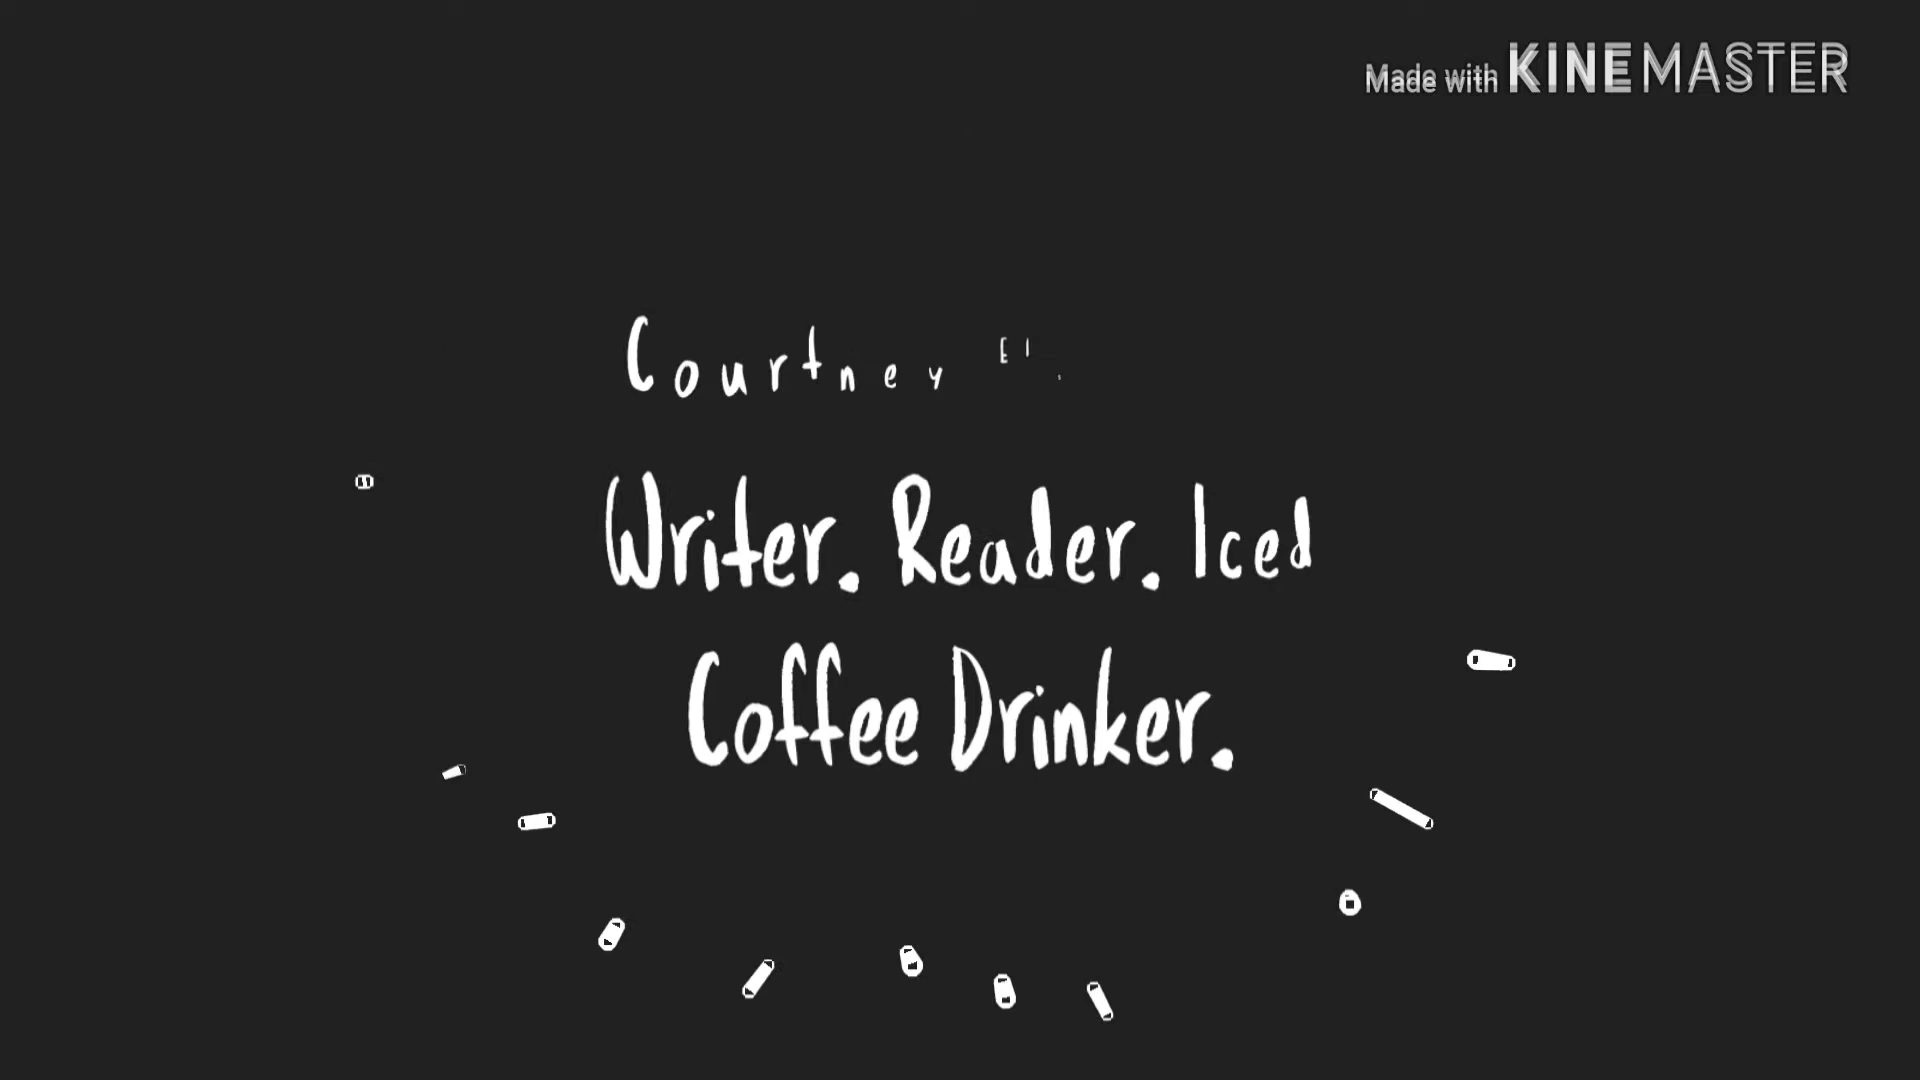 Made with KINEMASTER
Courtney
Writer. Reader. Iced
Coffee Drinker.